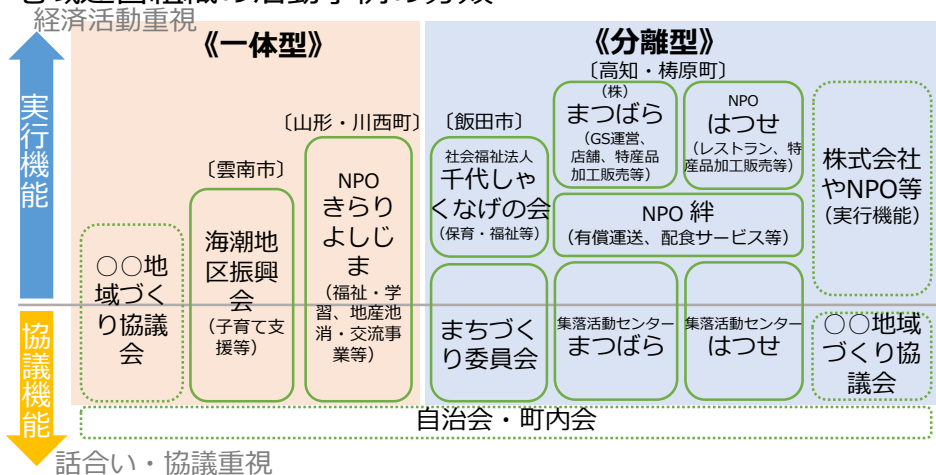 経済活動重視
《一体型》
《分離型》
〔高知・梼原町〕
実行機能
〔山形・川西町〕
〔飯田市〕
〔雲南市〕
(株)
まつばら
(GS運営、
店舗、特産品
加工販売等)
NPO
はつせ
(レストラン、特
産品加工販売等)
株式会社
やNPO等
(実行機能)
社会福祉法人
千代しゃ
くなげの会
(保育・福祉等)
NPO 絆
(有償運送、配食サービス等)
NPO
きらり
よしじ
ま
(福祉・学
習、地産池
消・交流事
業等)
海潮地
区振興
会
(子育て支
援等)
○○地
域づく
り協議
会
協議機能
まちづく
り委員会
集落活動センター
まつばら
集落活動センター
はつせ
○○地域
づくり協
議会
自治会・町内会
話合い・協議重視